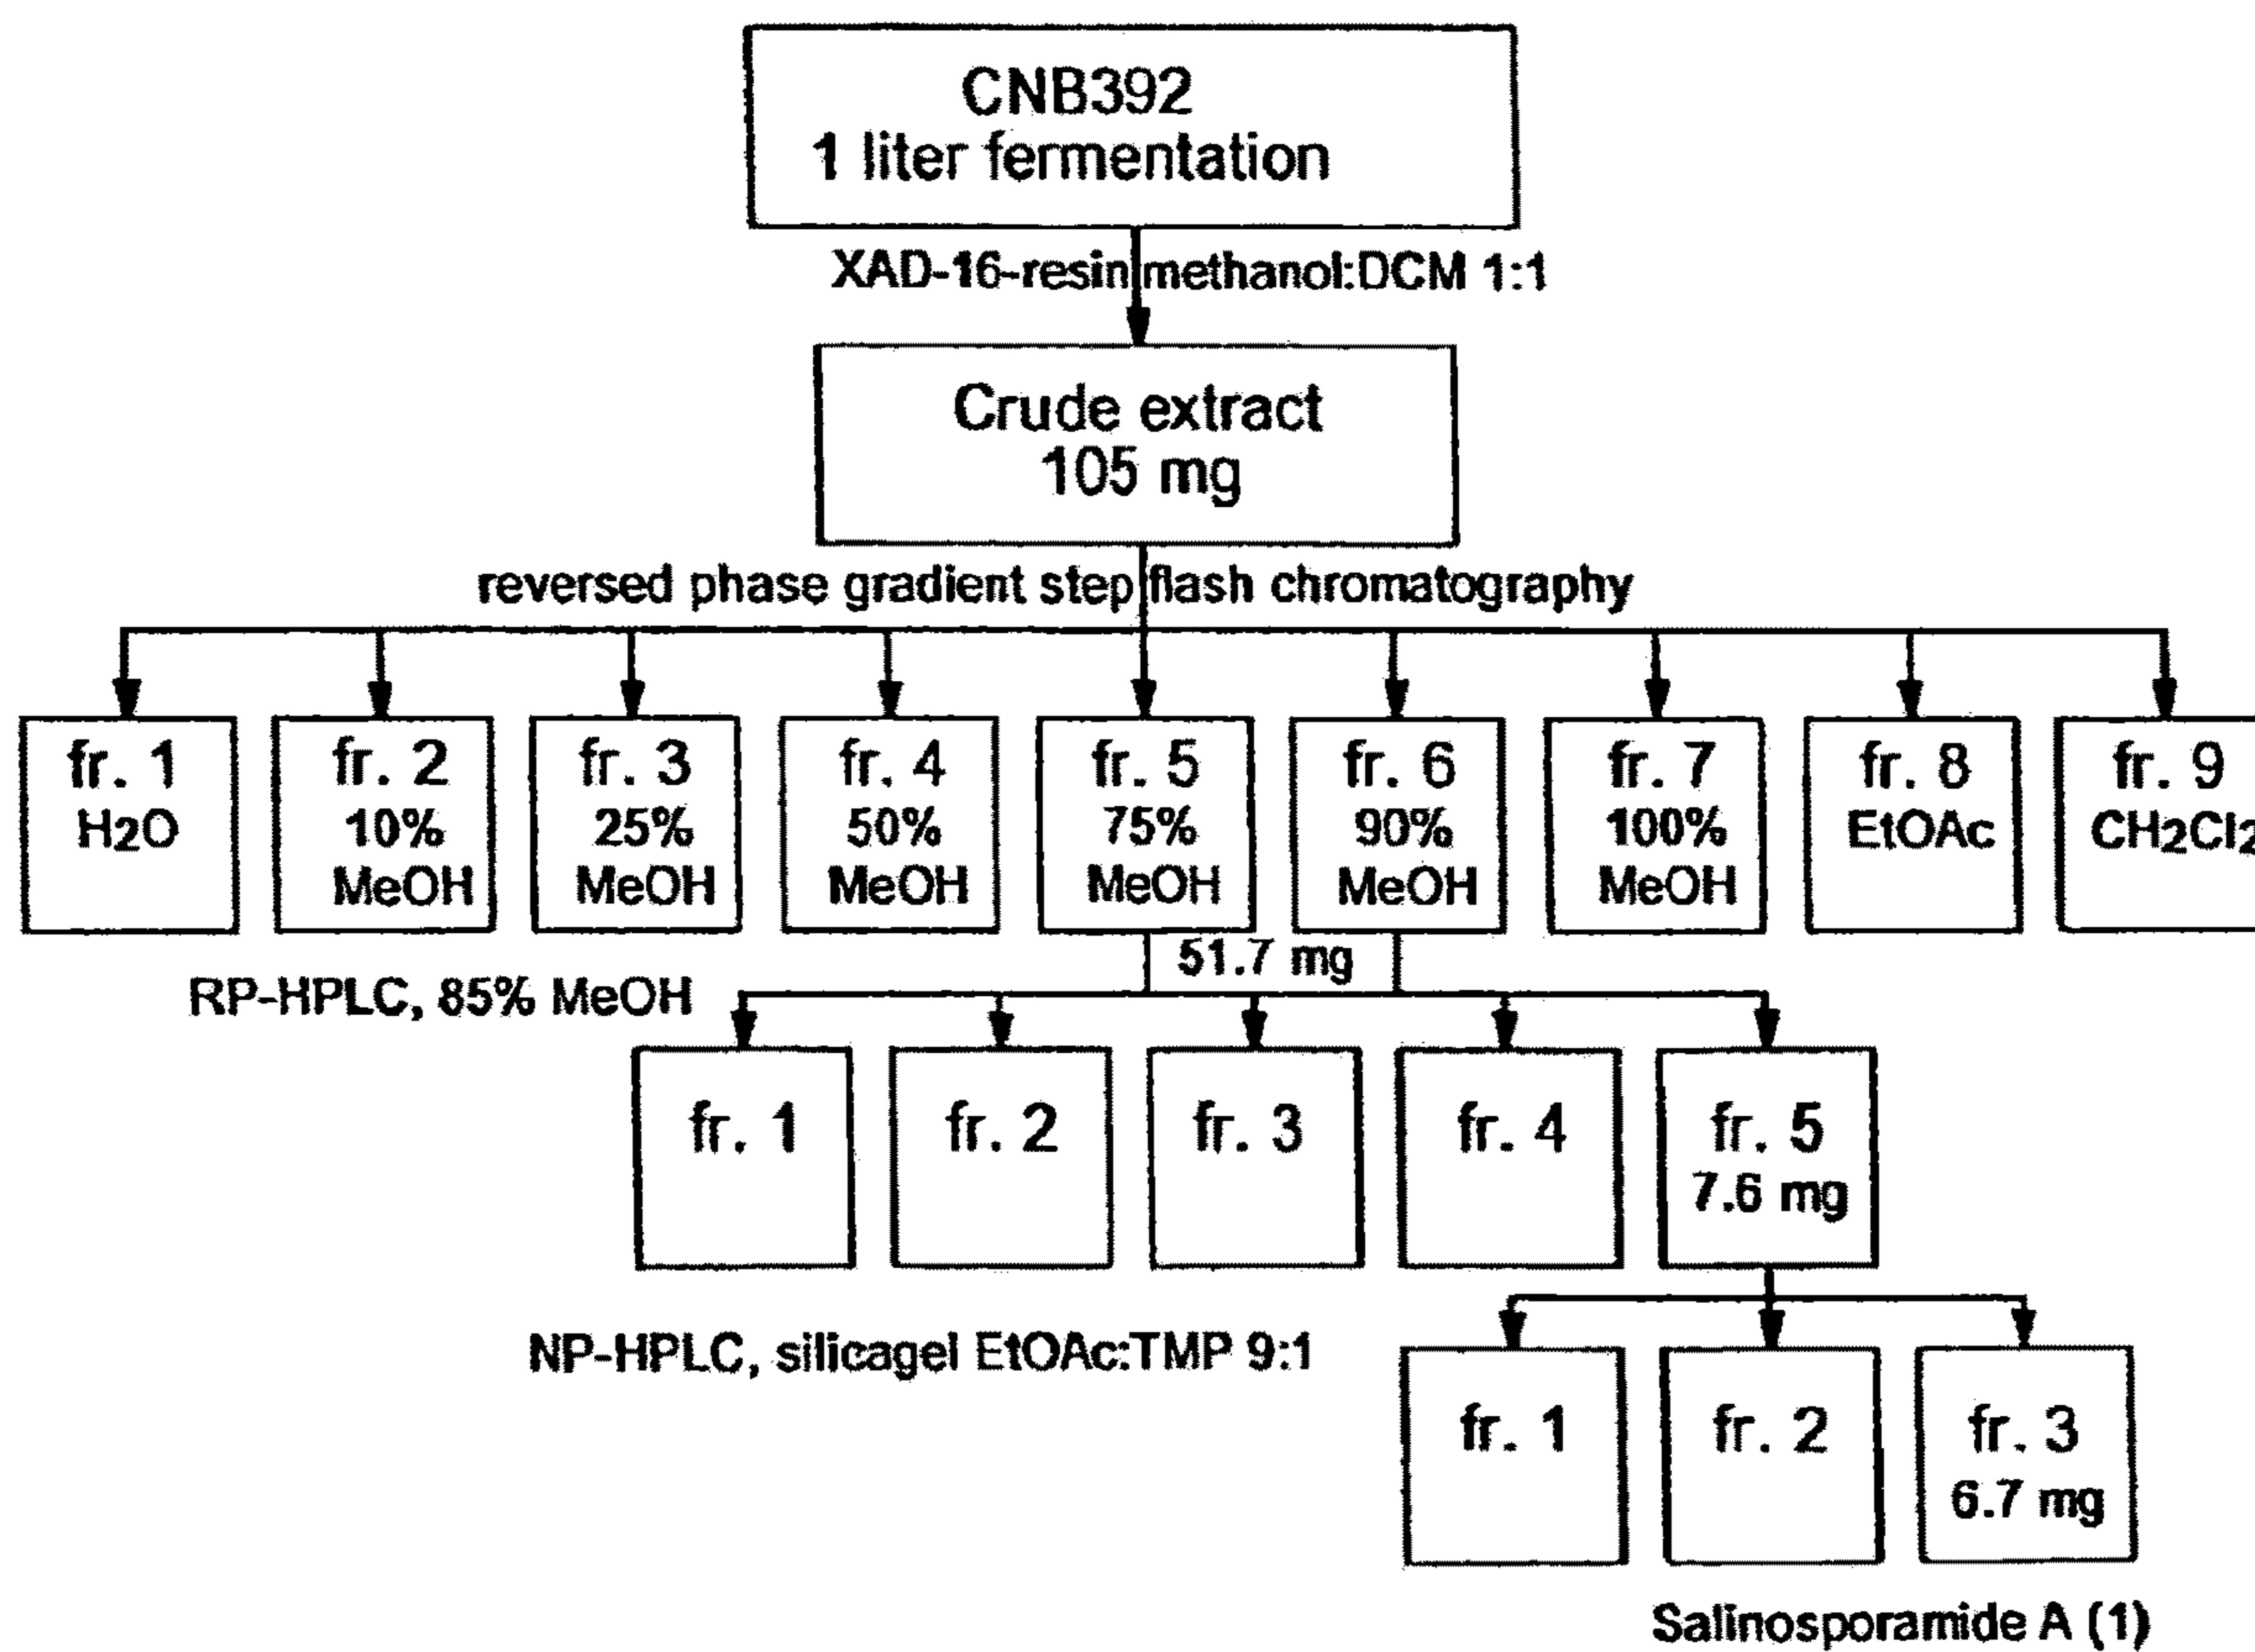 CNB392
1 liter fermentation
XAD-16-resin methanol:DCM 1:1
Crude extract
105 mg
reversed phase gradient step flash chromatography
fr. 1
H2O
fr. 2
10%
MeOH
fr. 3
25%
MeOH
fr. 4
50%
MeOH
fr. 5
75%
MeOH
fr. 6
90%
MeOH
fr. 7
100%
MeOH
fr. 8
EtOAc
fr. 9
CH2Cl2
51.7 mg
RP-HPLC, 85% MeOH
fr. 1
fr. 2
fr. 3
fr. 4
fr. 5
7.6 mg
NP-HPLC, silicagel EtOAc:TMP 9:1
fr. 1
fr. 2
fr. 3
6.7 mg
Salinosporamide A (1)